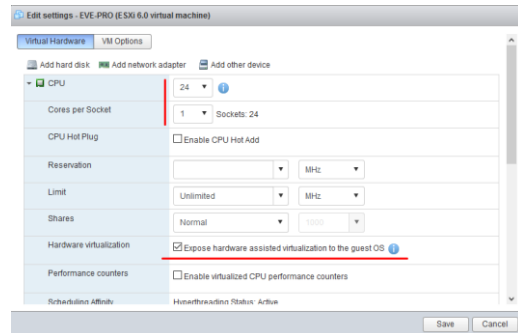 Edit settings - EVE-PRO (ESXi 6.0 virtual machine)
Virtual Hardware VM Options
Add hard disk Add network adapter Add other device
CPU 24
Cores per Socket 1 Sockets: 24
CPU Hot Plug Enable CPU Hot Add
Reservation MHz
Limit Unlimited MHz
Shares Normal 1000
Hardware virtualization Expose hardware assisted virtualization to the guest OS
Performance counters Enable virtualized CPU performance counters
Scheduling Affinity Hyperthreading Status: Active
Save Cancel